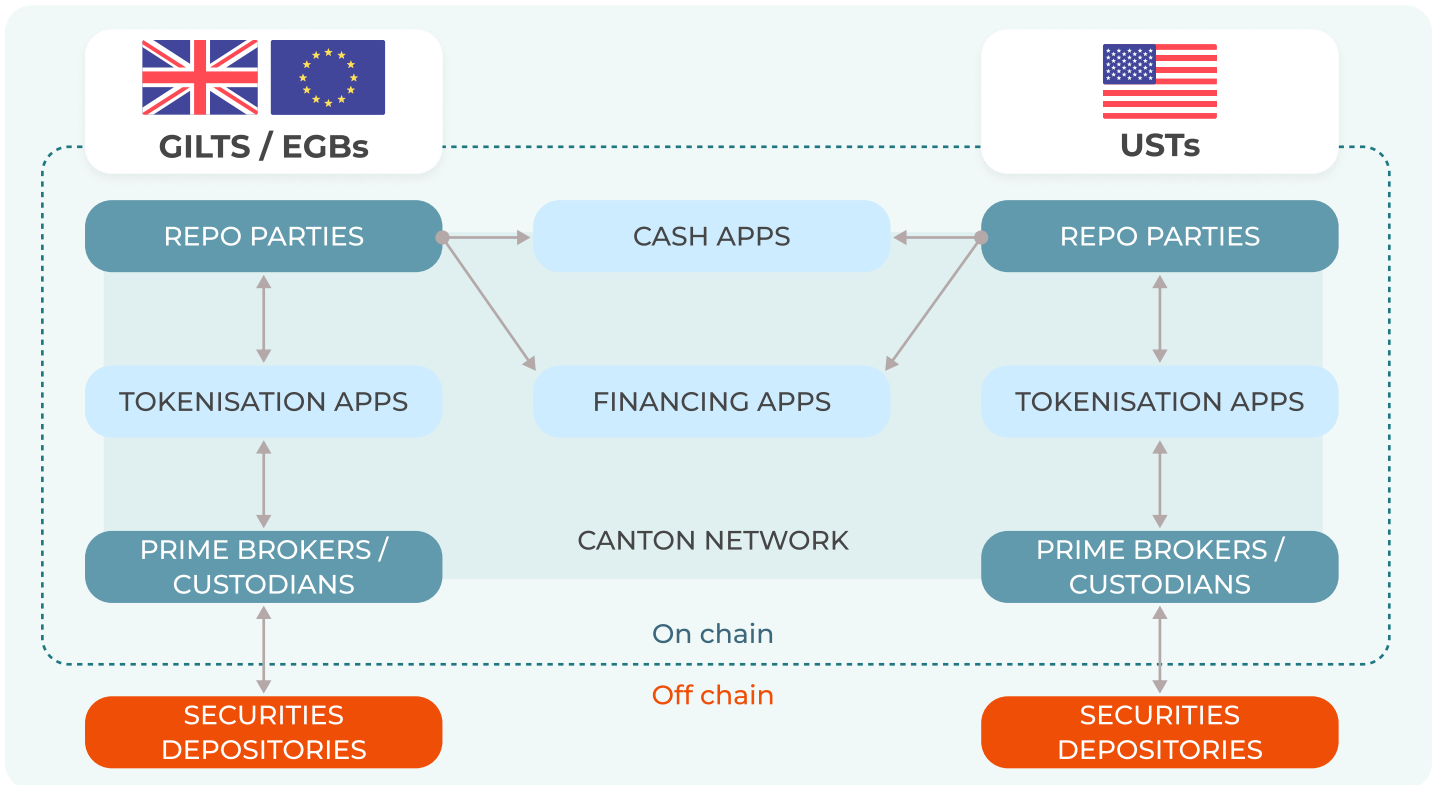 GILTS / EGBs
USTs
REPO PARTIES
CASH APPS
REPO PARTIES
TOKENISATION APPS
FINANCING APPS
TOKENISATION APPS
PRIME BROKERS /
CUSTODIANS
CANTON NETWORK
PRIME BROKERS /
CUSTODIANS
On chain
Off chain
SECURITIES
DEPOSITORIES
SECURITIES
DEPOSITORIES